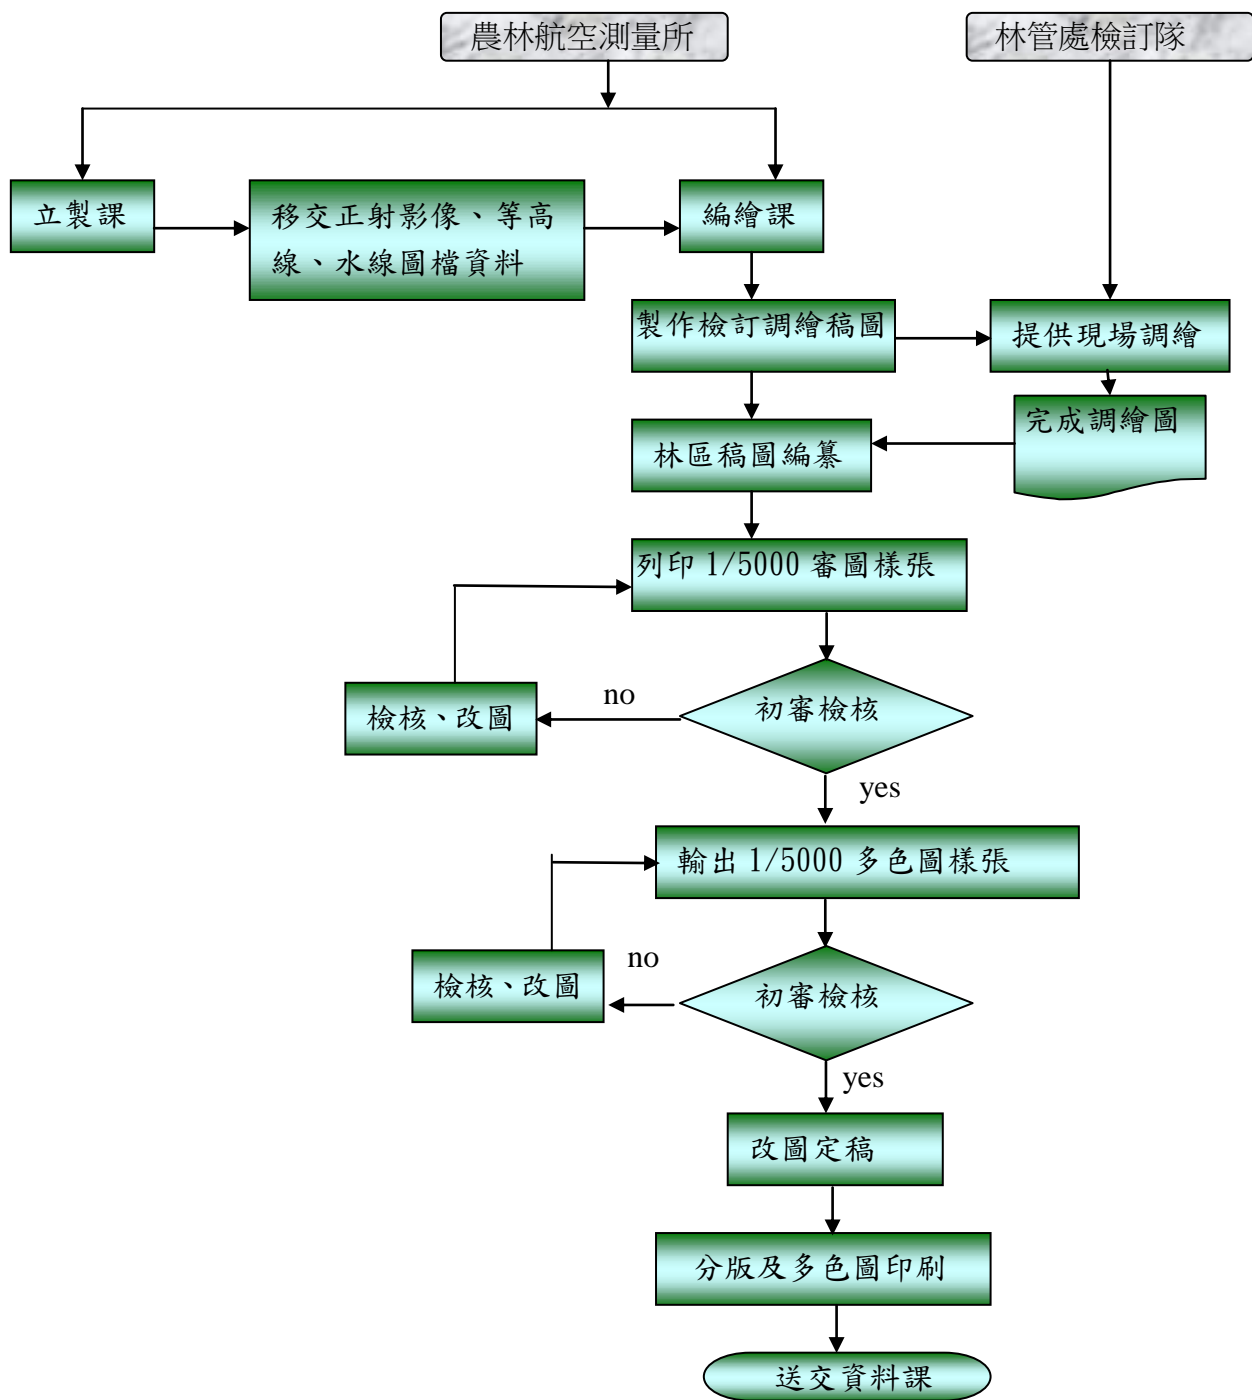 農林航空測量所
林管處檢訂隊
立製課
移交正射影像、等高
線、水線圖檔資料
編繪課
製作檢訂調繪稿圖
提供現場調繪
完成調繪圖
林區稿圖編纂
列印 1/5000 審圖樣張
檢核、改圖
no
初審檢核
yes
輸出 1/5000 多色圖樣張
檢核、改圖
no
初審檢核
yes
改圖定稿
分版及多色圖印刷
送交資料課